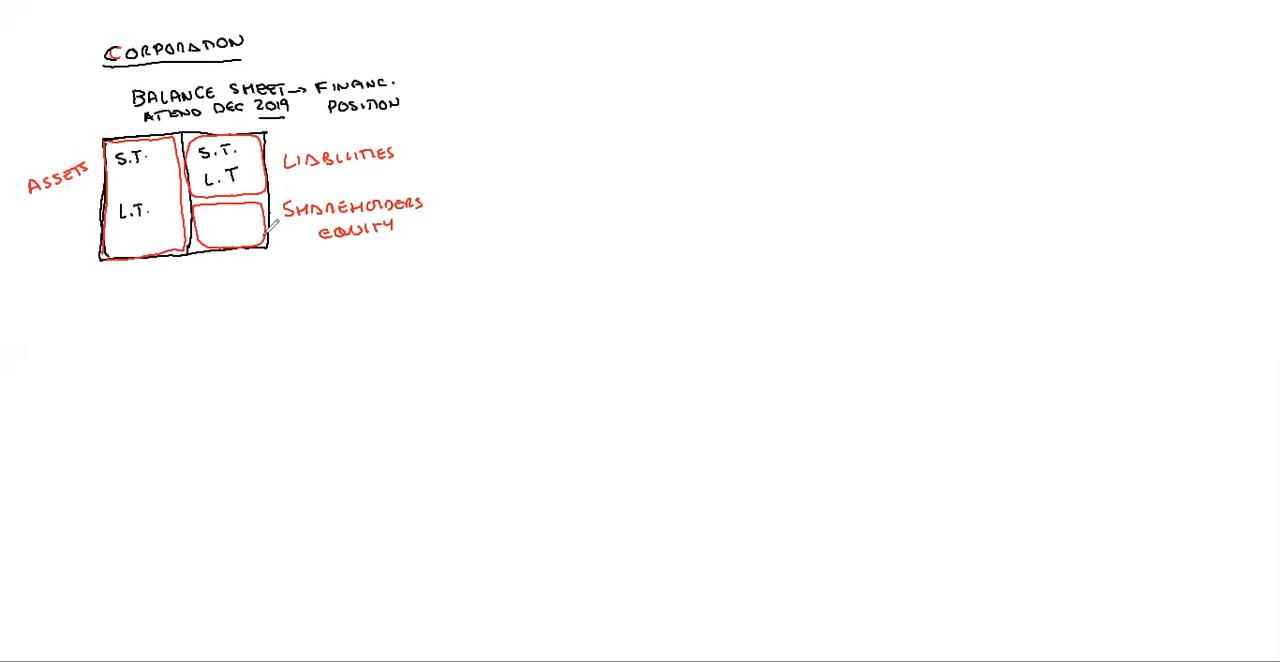 CORPORATION
BALANCE SHEET → FINANC.
AT END DEC 2019 POSITION
ASSETS
S.T.
L.T.
S.T.
L.T
LIABILITIES
SHAREHOLDERS
EQUITY